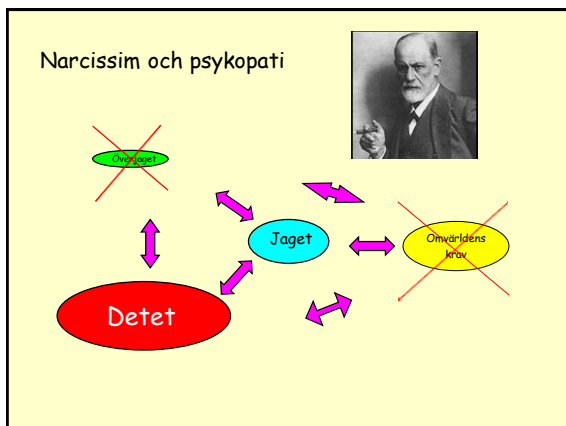 Narcissim och psykopati
Överjaget
Jaget
Omvärldens
krav
Detet